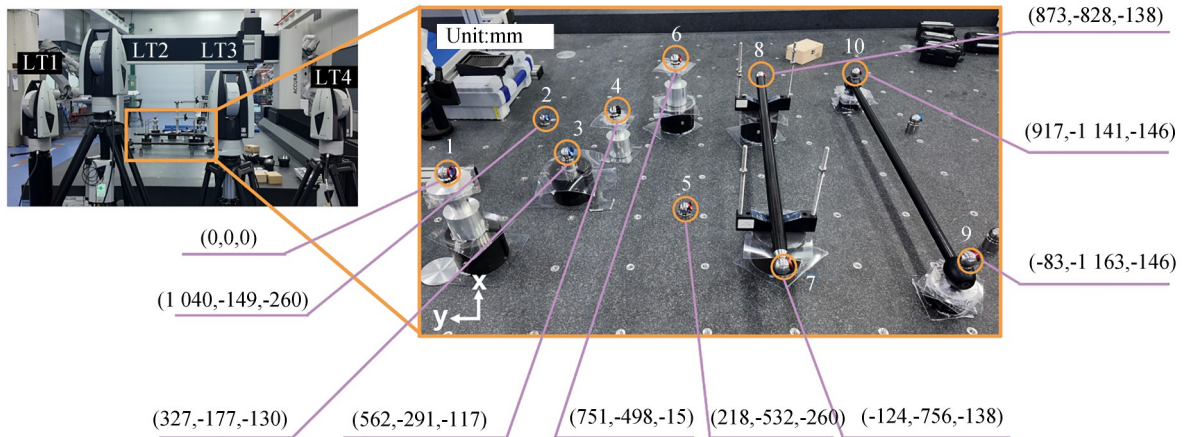 (873,-828,-138)
Unit:mm
6
8
10
LT2
LT3
LT1
LT4
2
4
3
(917,-1 141,-146)
1
5
(0,0,0)
9
(-83,-1 163,-146)
7
x
y
(1 040,-149,-260)
(327,-177,-130)
(562,-291,-117)
(751,-498,-15)
(218,-532,-260)
(-124,-756,-138)